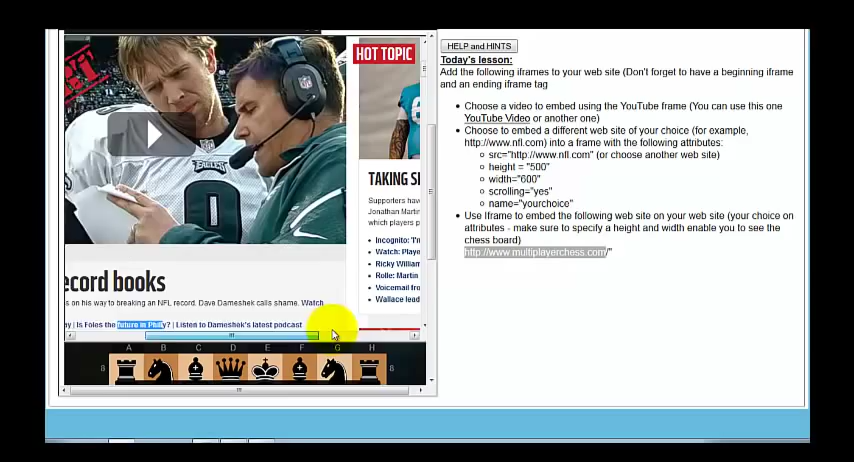 HOT TOPIC
NFL
EAGLES
9
TAKING S
Supporters have
Jonathan Martin
which players p
Incognito: 'I'm
Watch: Playe
Ricky William
Rolle: Martin
Voicemail fro
Wallace lead
ecord books
s on his way to breaking an NFL record. Dave Dameshek calls shame. Watch
ny | Is Foles the future in Philly? | Listen to Dameshek's latest podcast
A B C D E F G H
8 8
HELP and HINTS
Today's lesson:
Add the following iframes to your web site (Don't forget to have a beginning iframe
and an ending iframe tag
Choose a video to embed using the YouTube frame (You can use this one
YouTube Video or another one)
Choose to embed a different web site of your choice (for example,
http://www.nfl.com) into a frame with the following attributes:
src="http://www.nfl.com" (or choose another web site)
height = "500"
width="600"
scrolling="yes"
name="yourchoice"
Use Iframe to embed the following web site on your web site (your choice on
attributes - make sure to specify a height and width enable you to see the
chess board)
http://www.multiplayerchess.com/"